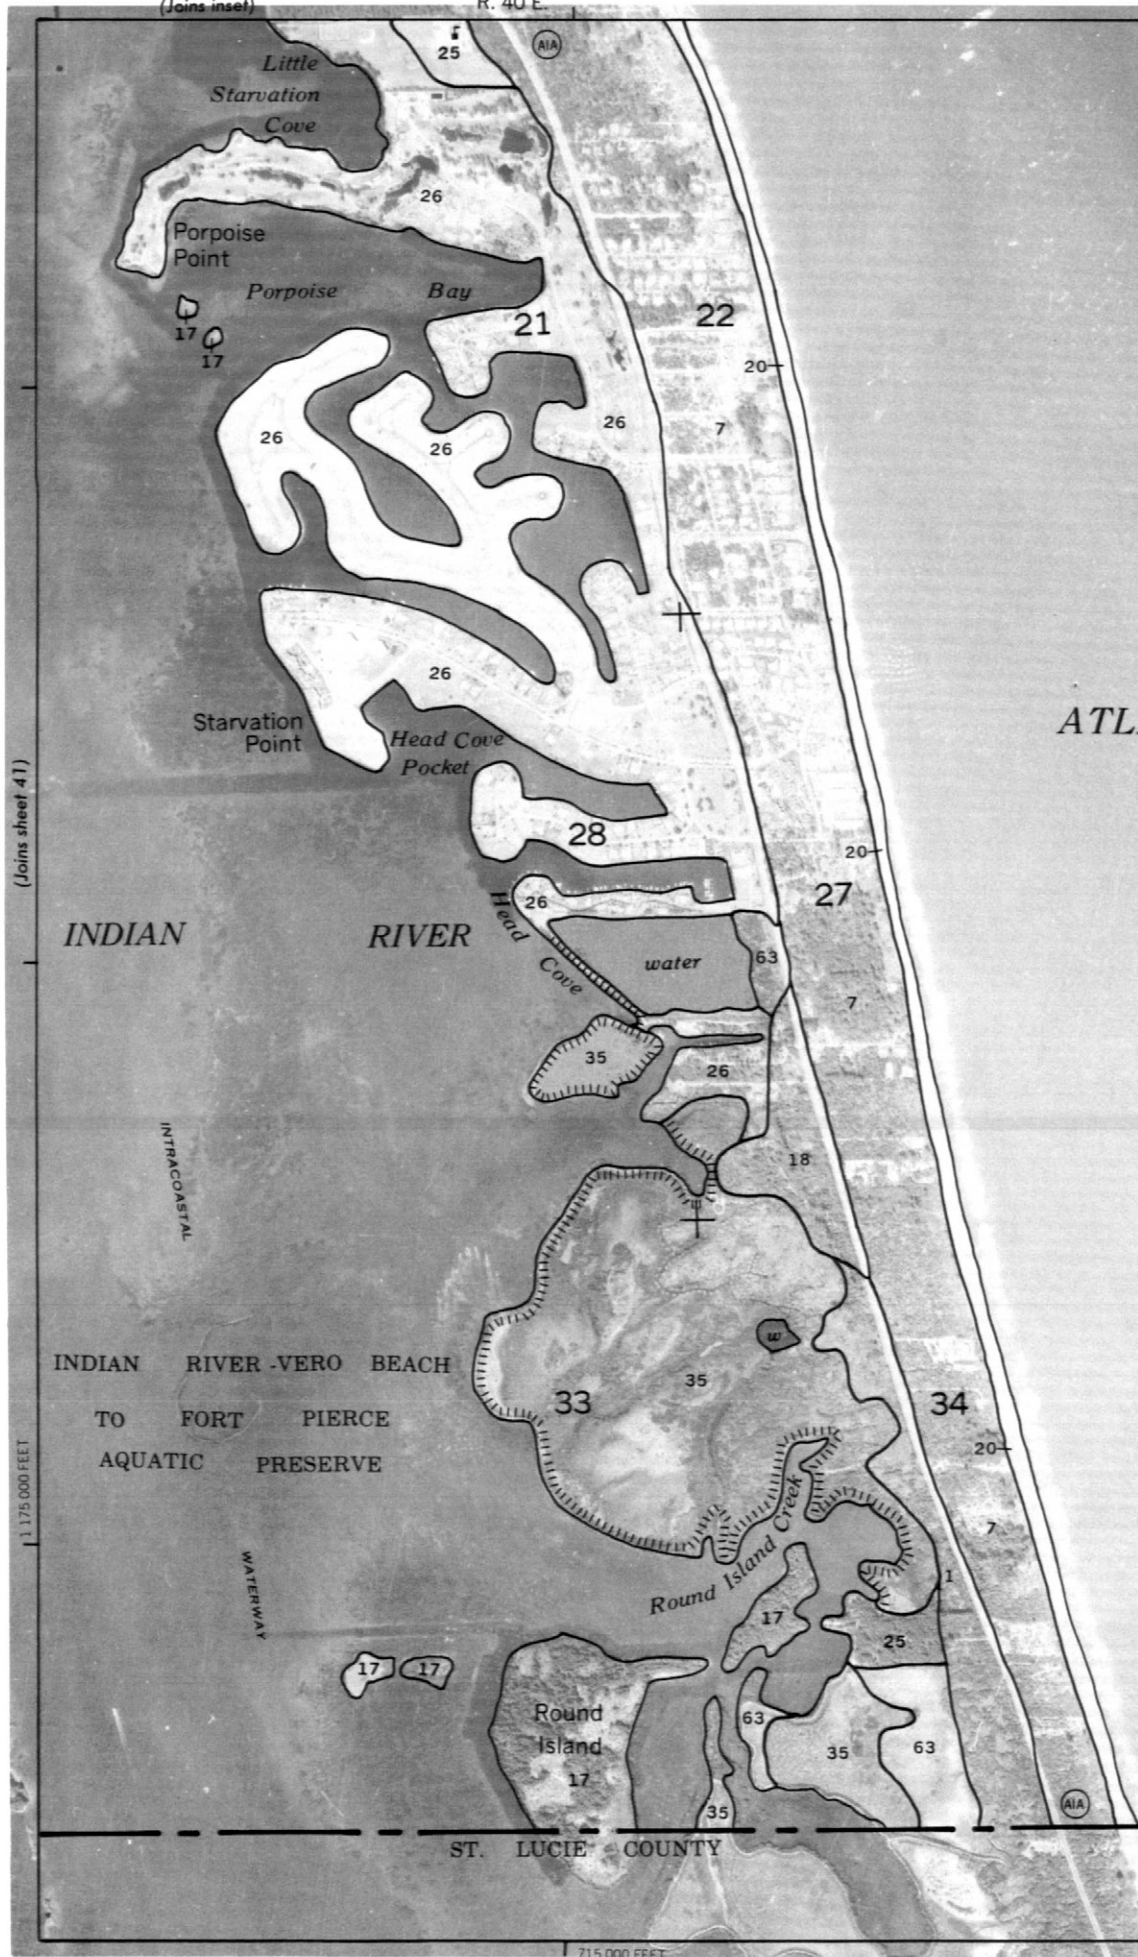 (Joins inset)
R. 40 E.
25
A1A
Little
Starvation
Cove
26
Porpoise
Point
Porpoise Bay
17
17
21
22
20
26
7
26
26
26
Starvation
Point
Head Cove
Pocket
ATL
(Joins sheet 41)
28
20
27
26
Head Cove
INDIAN RIVER
water
63
7
35
26
18
INTRACOASTAL
w
INDIAN RIVER-VERO BEACH
TO FORT PIERCE
AQUATIC PRESERVE
35
33
34
20
1 175 000 FEET
7
Round Island Creek
1
WATERWAY
17
25
17
17
Round
Island
17
63
35
63
35
A1A
ST. LUCIE COUNTY
715 000 FEET